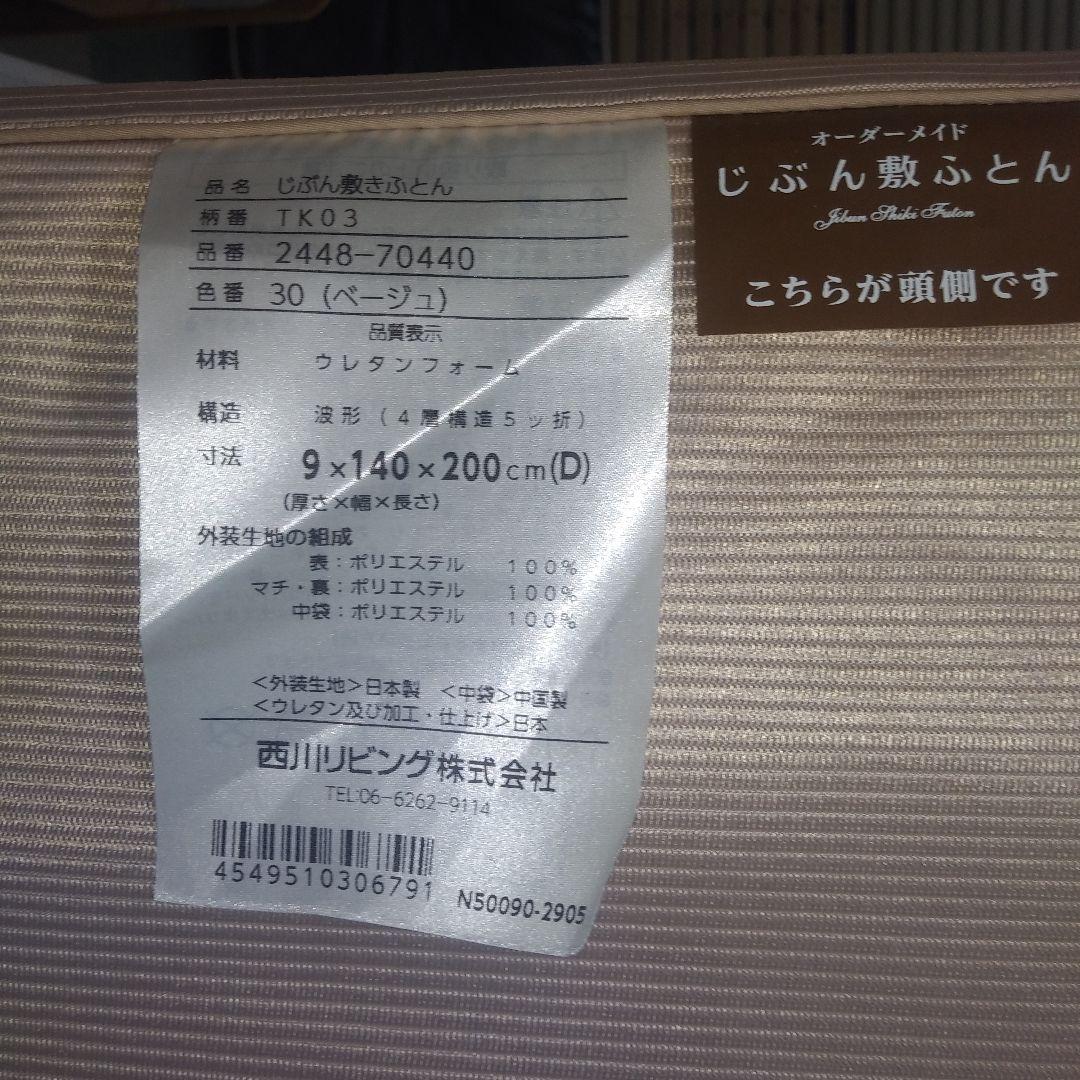 品名 じぶん敷きふとん
柄番 TK03
品番 2448-70440
色番 30 (ベージュ)
品質表示
材料 ウレタンフォーム
構造 波形(4層構造5ッ折)
寸法 9×140×200cm(D)
(厚さ×幅×長さ)
外装生地の組成
表:ポリエステル 100%
マチ・裏:ポリエステル 100%
中袋:ポリエステル 100%
<外装生地>日本製 <中袋>中国製
<ウレタン及び加工・仕上げ>日本
西川リビング株式会社
TEL:06-6262-9114
4549510306791
N50090-2905
オーダーメイド
じぶん敷ふとん
Jibun Shiki Futon
こちらが頭側です